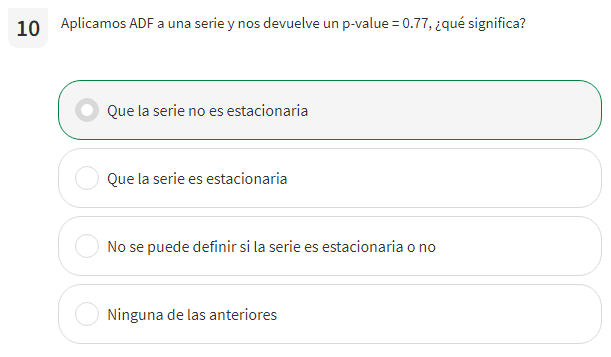 10
Aplicamos ADF a una serie y nos devuelve un p-value = 0.77, ¿qué significa?
Que la serie no es estacionaria
Que la serie es estacionaria
No se puede definir si la serie es estacionaria o no
Ninguna de las anteriores